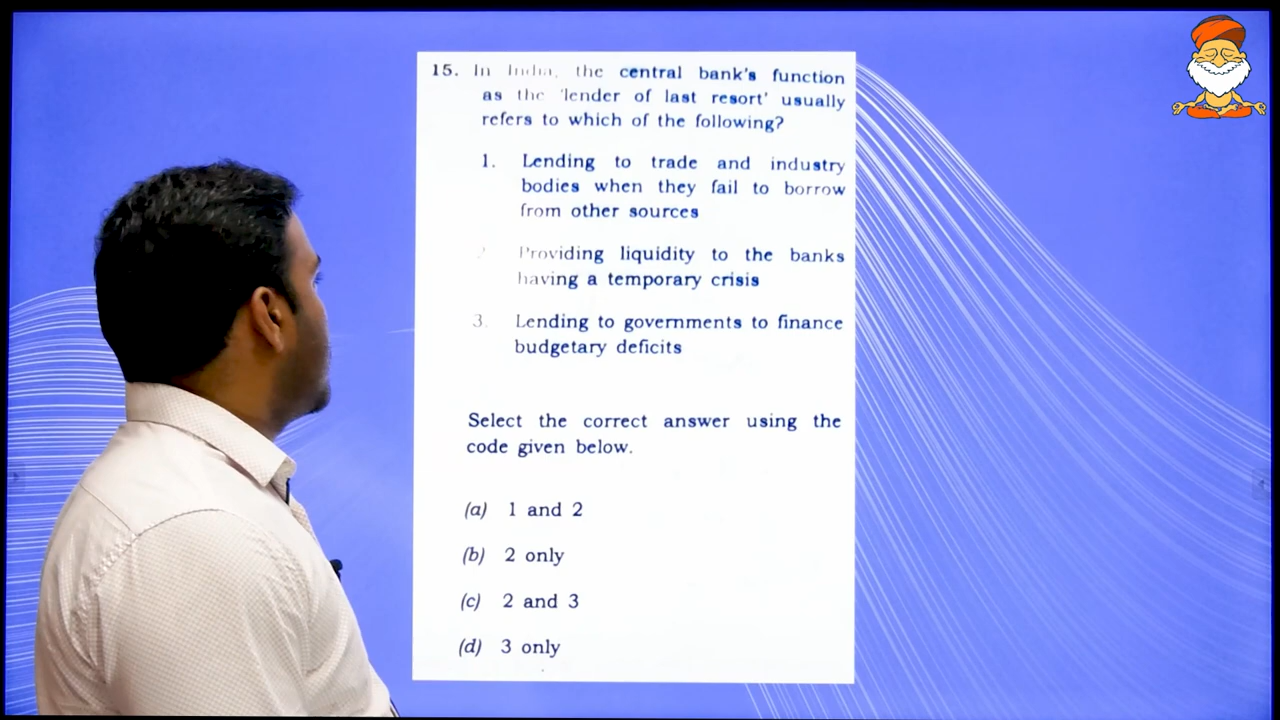 15. In India, the central bank's function
as the 'lender of last resort' usually
refers to which of the following?
1. Lending to trade and industry
bodies when they fail to borrow
from other sources
2. Providing liquidity to the banks
having a temporary crisis
3. Lending to governments to finance
budgetary deficits
Select the correct answer using the
code given below.
(a) 1 and 2
(b) 2 only
(c) 2 and 3
(d) 3 only